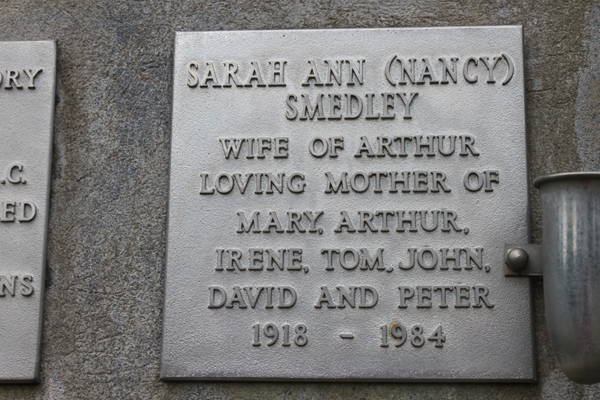 SARAH ANN (NANCY)
SMEDLEY
WIFE OF ARTHUR
LOVING MOTHER OF
MARY, ARTHUR,
IRENE, TOM, JOHN,
DAVID AND PETER
1918 - 1984